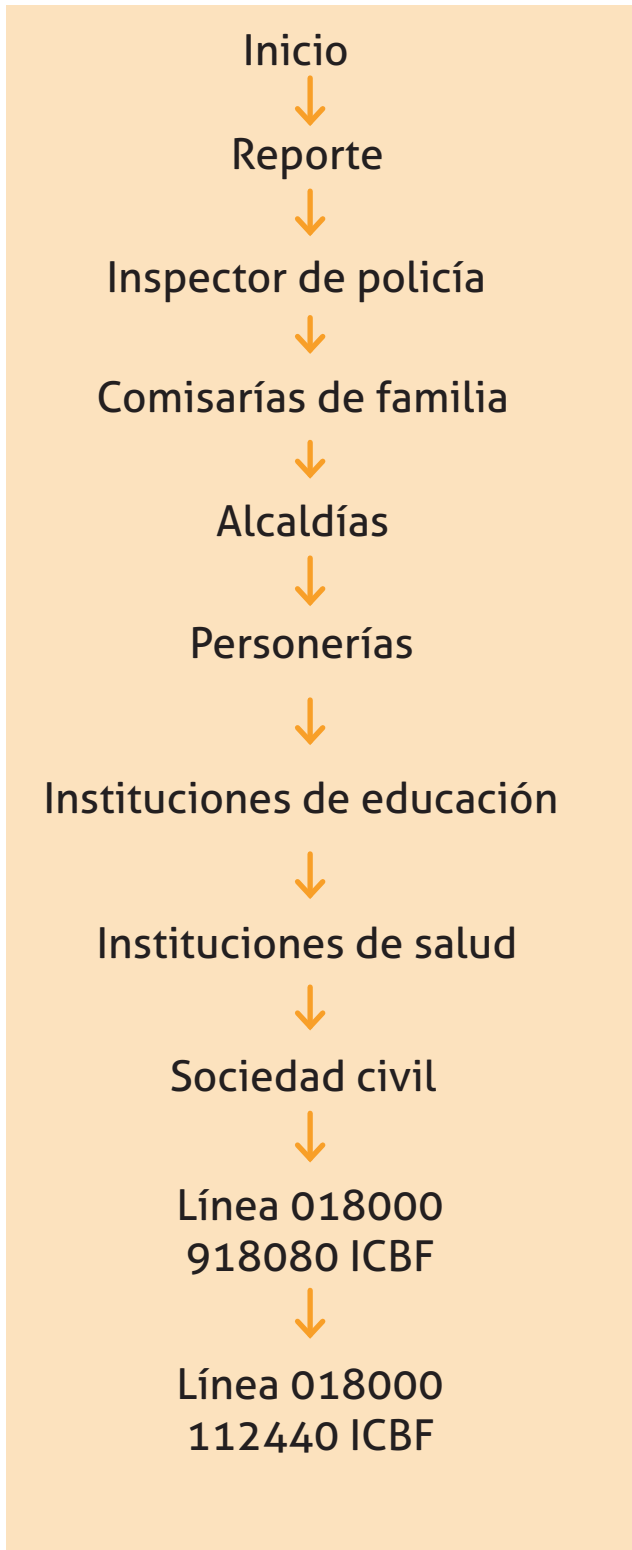 Inicio
Reporte
Inspector de policía
Comisarías de familia
Alcaldías
Personerías
Instituciones de educación
Instituciones de salud
Sociedad civil
Línea 018000
918080 ICBF
Línea 018000
112440 ICBF